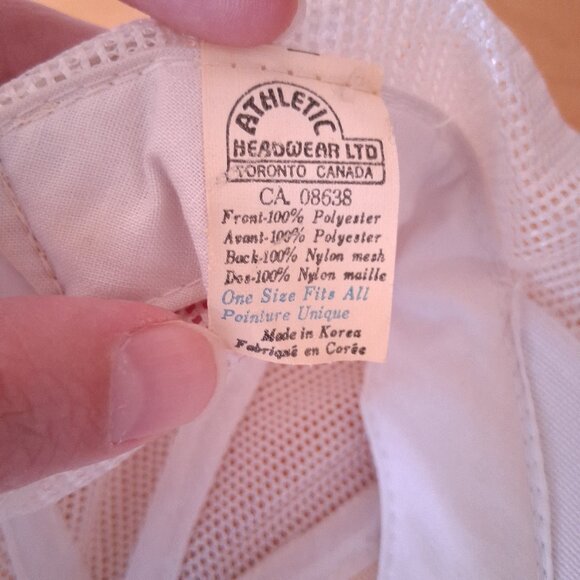 ATHLETIC
HEADWEAR LTD
TORONTO CANADA
CA 08638
Front-100% Polyester
Avant-100% Polyester
Back-100% Nylon mesh
Dos-100% Nylon maille
One Size Fits All
Pointure Unique
Made in Korea
Fabriqué en Corée